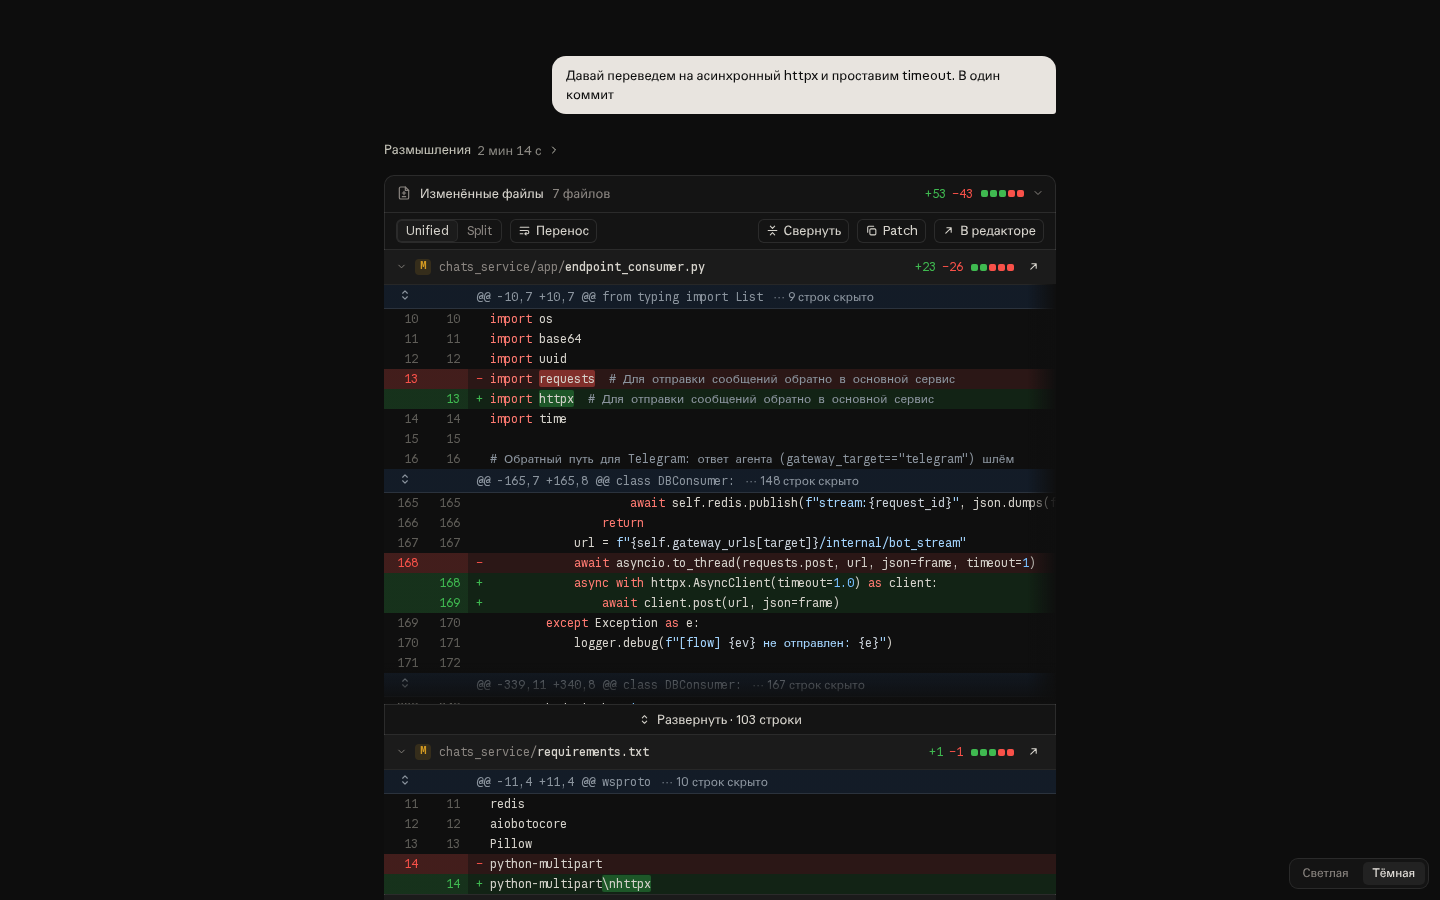 Давай переведем на асинхронный httpx и проставим timeout. В один
коммит
Размышления 2 мин 14 с
Изменённые файлы 7 файлов +53 −43
Unified Split Перенос Свернуть Patch В редакторе
M chats_service/app/endpoint_consumer.py +23 −26
@@ -10,7 +10,7 @@ from typing import List ··· 9 строк скрыто
10 10 import os
11 11 import base64
12 12 import uuid
13 − import requests # Для отправки сообщений обратно в основной сервис
13 + import httpx # Для отправки сообщений обратно в основной сервис
14 14 import time
15 15
16 16 # Обратный путь для Telegram: ответ агента (gateway_target=="telegram") шлём
@@ -165,7 +165,8 @@ class DBConsumer: ··· 148 строк скрыто
165 165 await self.redis.publish(f"stream:{request_id}", json.dumps(f
166 166 return
167 167 url = f"{self.gateway_urls[target]}/internal/bot_stream"
168 − await asyncio.to_thread(requests.post, url, json=frame, timeout=1)
168 + async with httpx.AsyncClient(timeout=1.0) as client:
169 + await client.post(url, json=frame)
169 170 except Exception as e:
170 171 logger.debug(f"[flow] {ev} не отправлен: {e}")
171 172
@@ -339,11 +340,8 @@ class DBConsumer: ··· 167 строк скрыто
Развернуть · 103 строки
M chats_service/requirements.txt +1 −1
@@ -11,4 +11,4 @@ wsproto ··· 10 строк скрыто
11 11 redis
12 12 aiobotocore
13 13 Pillow
14 − python-multipart
14 + python-multipart\nhttpx
Светлая Тёмная